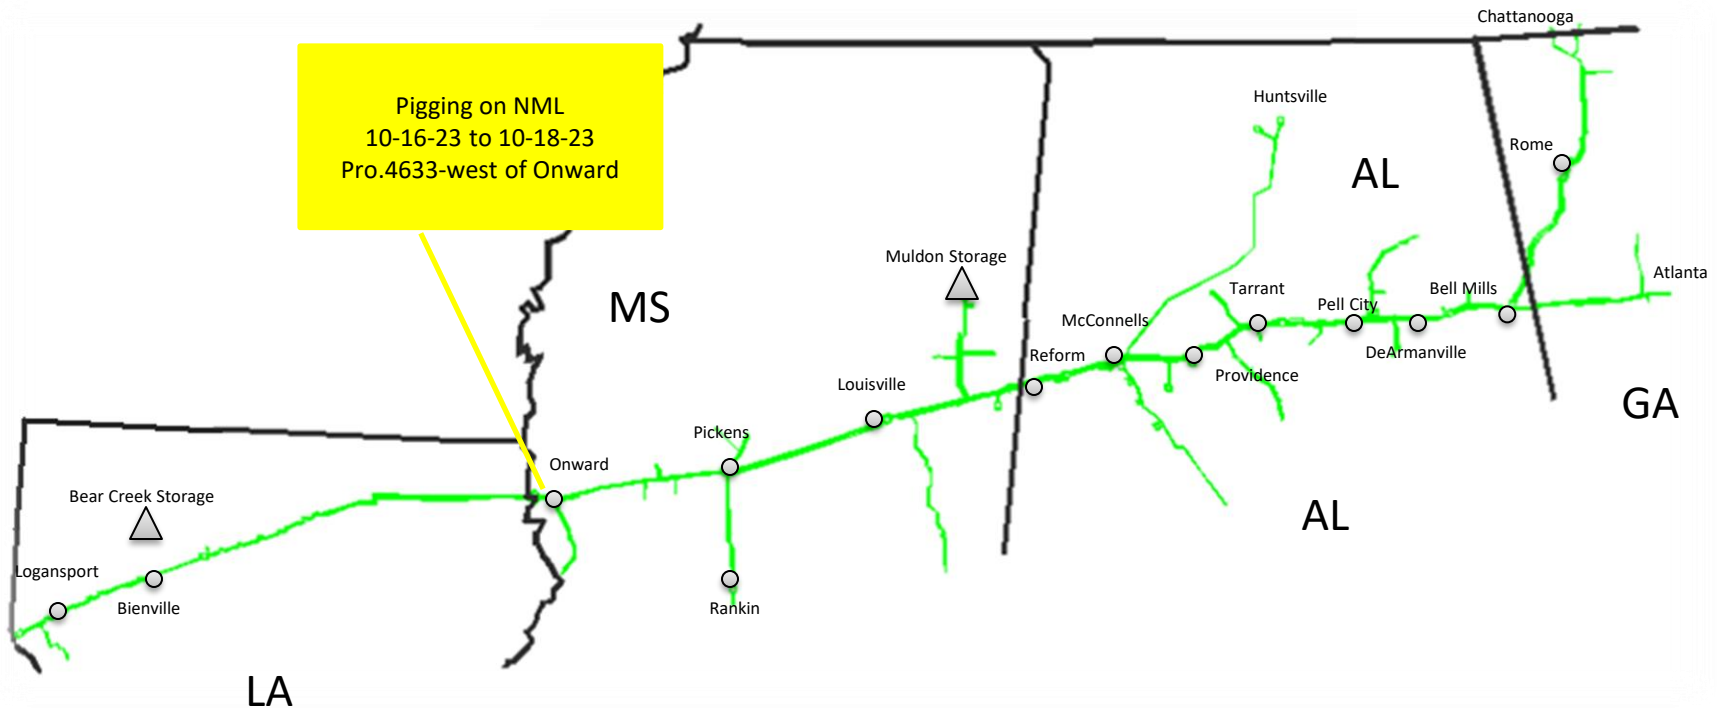 Chattanooga
Pigging on NML
10-16-23 to 10-18-23
Pro.4633-west of Onward
Huntsville
Rome
AL
Muldon Storage
MS
Atlanta
Tarrant
Bell Mills
Pell City
McConnells
Reform
DeArmanville
Providence
Louisville
GA
Pickens
Onward
Bear Creek Storage
AL
Logansport
Bienville
Rankin
LA